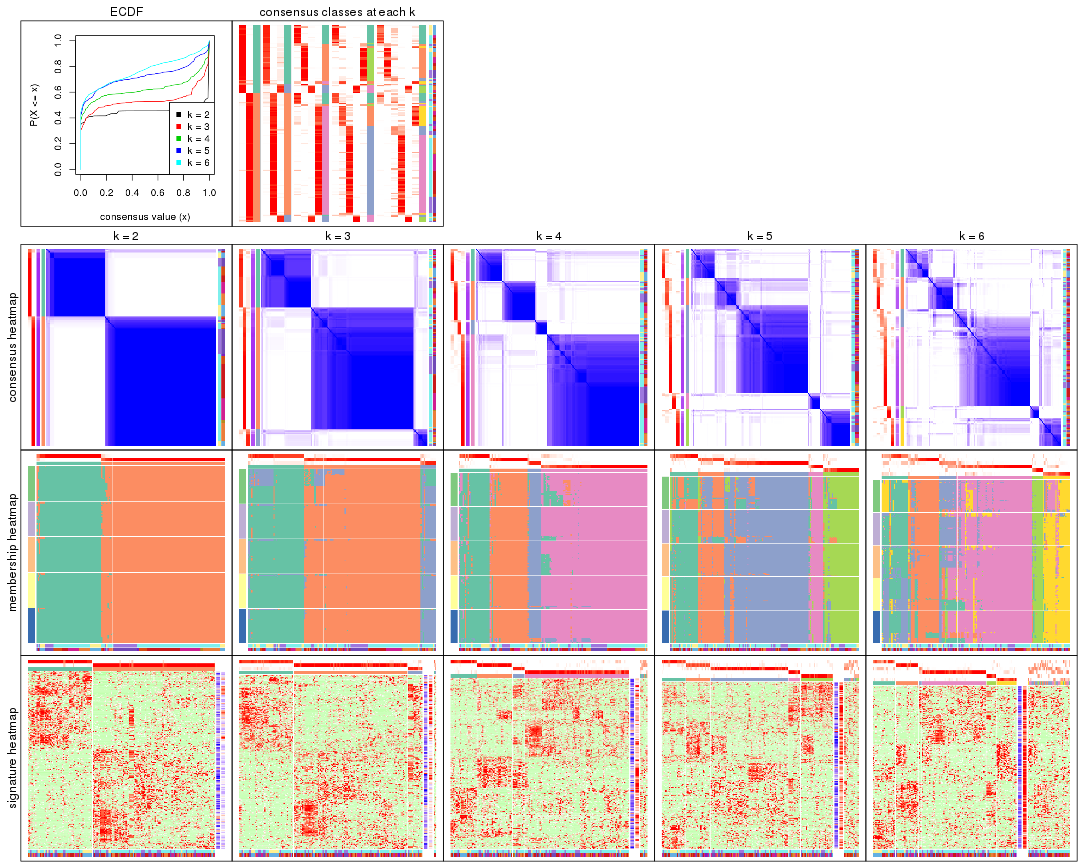 ECDF
consensus classes at each k
P(X <= x)
0.0 0.2 0.4 0.6 0.8 1.0
k = 2
k = 3
k = 4
k = 5
k = 6
0.0 0.2 0.4 0.6 0.8 1.0
consensus value (x)
k = 2
k = 3
k = 4
k = 5
k = 6
consensus heatmap
membership heatmap
signature heatmap